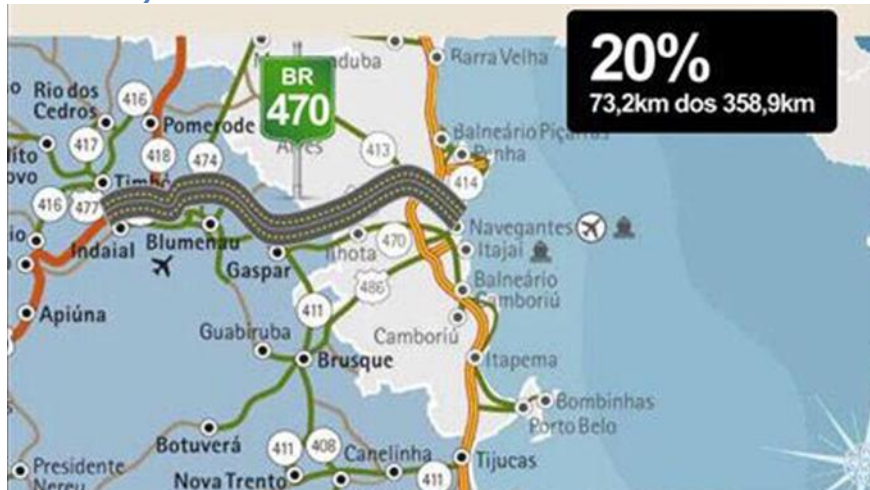 20%
73,2km dos 358,9km
BR
470
Barra Velha
Rio dos
Cedros
416
Pomerode
417
418
474
413
Balneário Piçarras
Penha
Timbó
414
416
477
Indaial
Blumenau
Gaspar
Ilhota
470
Navegantes
Itajaí
486
Balneário
Camboriú
Apiúna
411
Guabiruba
Brusque
Camboriú
Itapema
Bombinhas
Porto Belo
Botuverá
411
408
Canelinha
Tijucas
Presidente
Nereu
Nova Trento
411